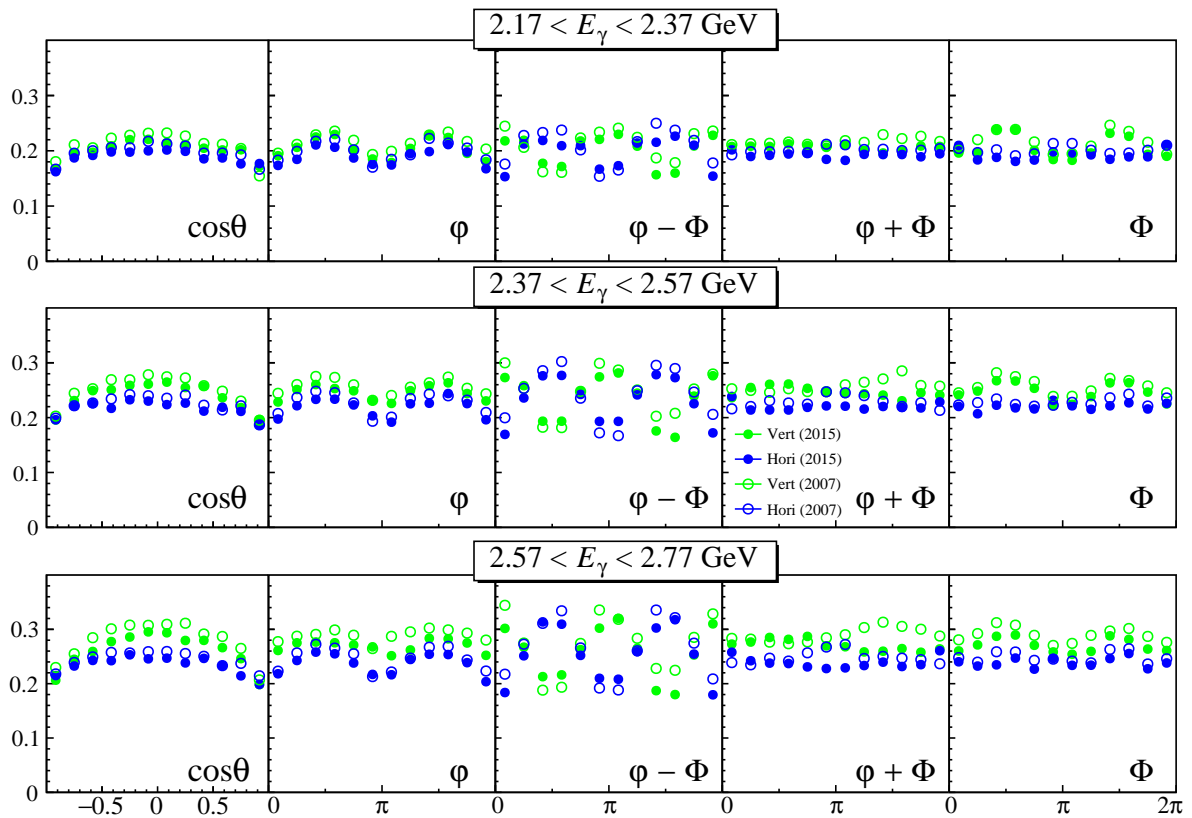 2.17 < Eγ < 2.37 GeV
0.3
0.2
0.1
0
cosθ φ φ − Φ φ + Φ Φ
2.37 < Eγ < 2.57 GeV
0.3
0.2
0.1
0
Vert (2015)
Hori (2015)
Vert (2007)
Hori (2007)
cosθ φ φ − Φ φ + Φ Φ
2.57 < Eγ < 2.77 GeV
0.3
0.2
0.1
0
cosθ φ φ − Φ φ + Φ Φ
−0.5 0 0.5 0 π 0 π 0 π 0 π 2π